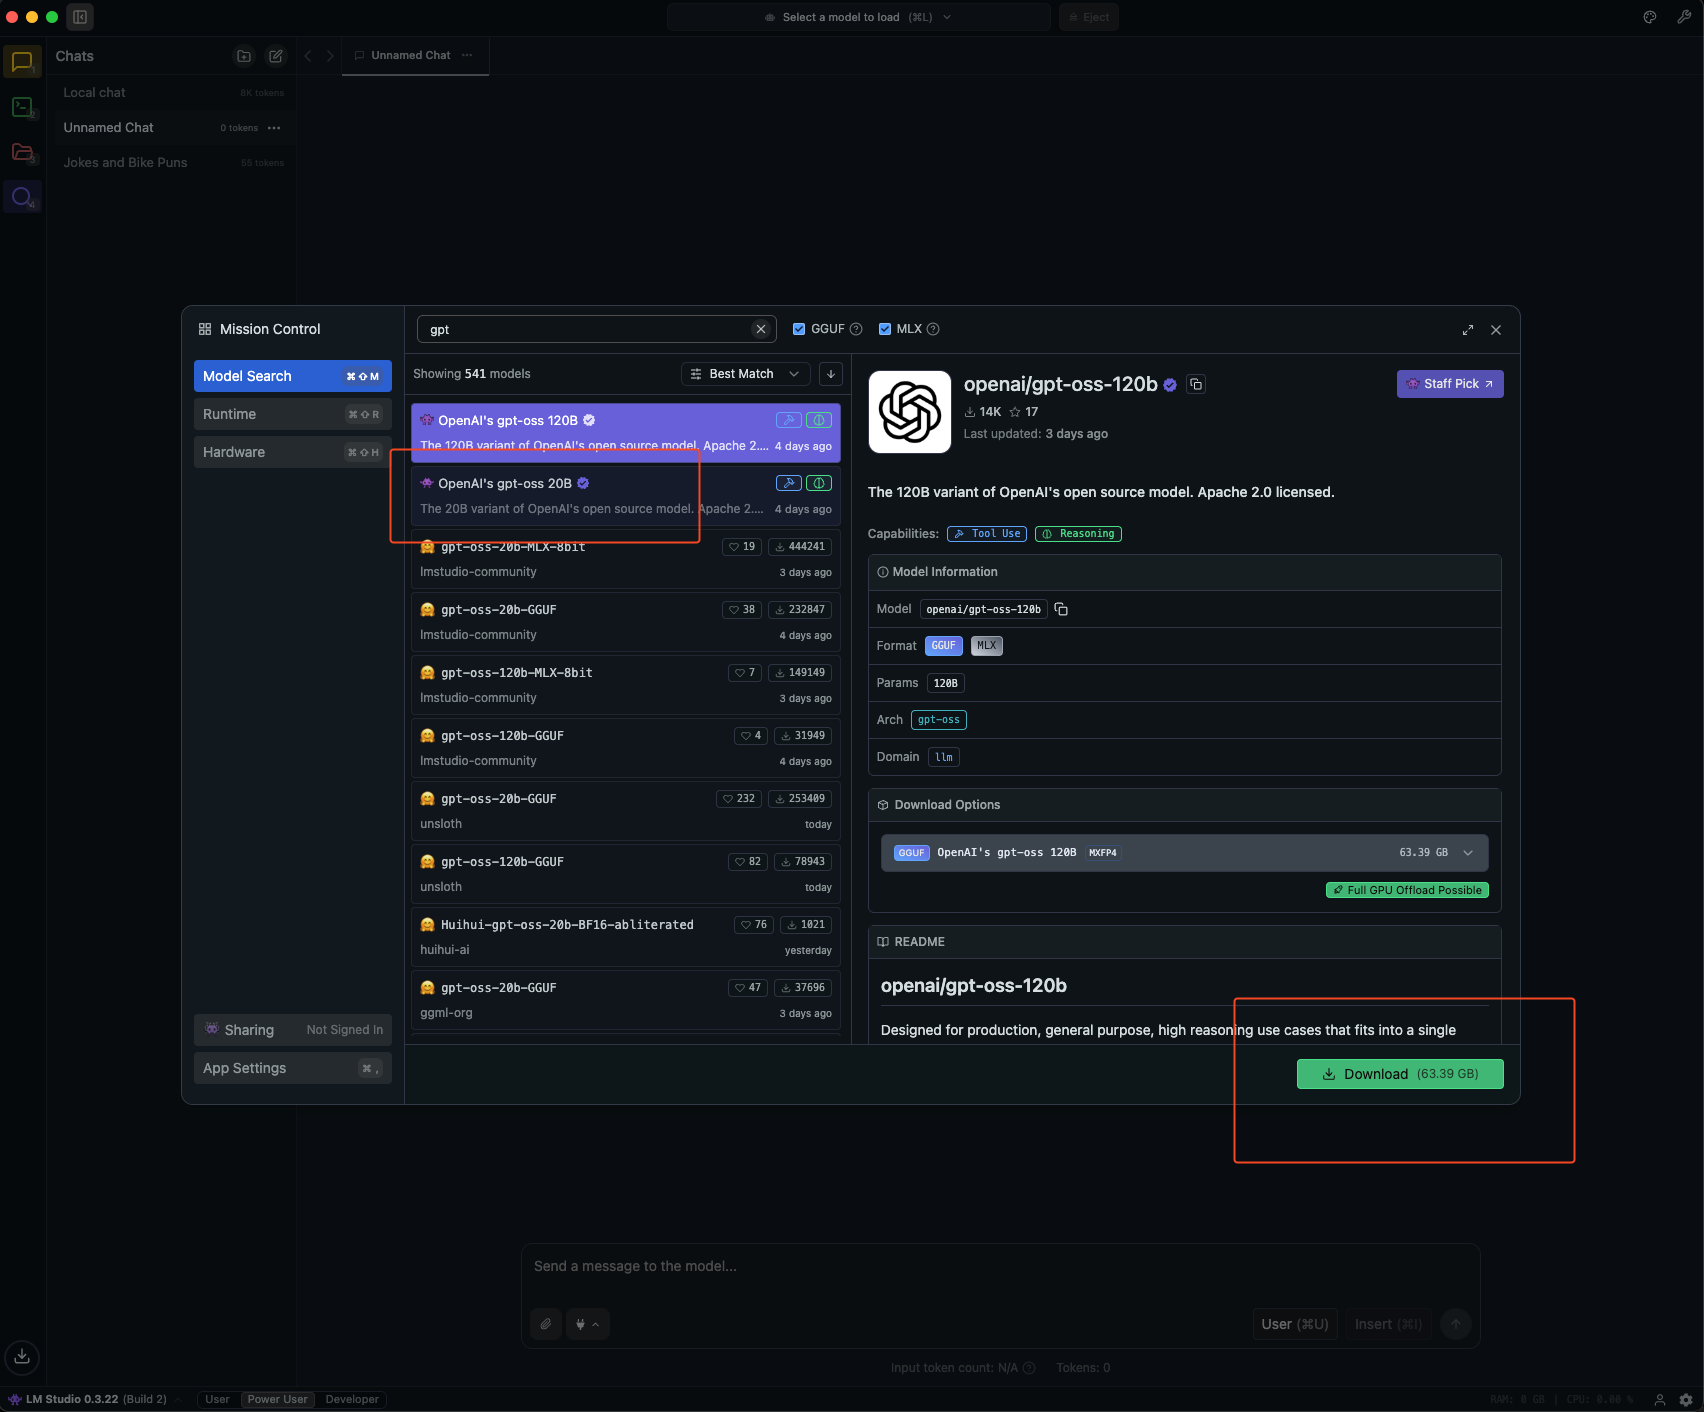 Select a model to load (⌘L)
Eject
Chats
Unnamed Chat
Local chat 8K tokens
Unnamed Chat 0 tokens
Jokes and Bike Puns 55 tokens
1
2
3
4
Mission Control
Model Search ⌘⇧M
Runtime ⌘⇧R
Hardware ⌘⇧H
Sharing Not Signed In
App Settings ⌘,
gpt
GGUF
MLX
Showing 541 models
Best Match
OpenAI's gpt-oss 120B
The 120B variant of OpenAI's open source model. Apache 2.... 4 days ago
OpenAI's gpt-oss 20B
The 20B variant of OpenAI's open source model. Apache 2.... 4 days ago
gpt-oss-20b-MLX-8bit 19 444241
lmstudio-community 3 days ago
gpt-oss-20b-GGUF 38 232847
lmstudio-community 4 days ago
gpt-oss-120b-MLX-8bit 7 149149
lmstudio-community 3 days ago
gpt-oss-120b-GGUF 4 31949
lmstudio-community 4 days ago
gpt-oss-20b-GGUF 232 253409
unsloth today
gpt-oss-120b-GGUF 82 78943
unsloth today
Huihui-gpt-oss-20b-BF16-abliterated 76 1021
huihui-ai yesterday
gpt-oss-20b-GGUF 47 37696
ggml-org 3 days ago
openai/gpt-oss-120b
Staff Pick
14K 17
Last updated: 3 days ago
The 120B variant of OpenAI's open source model. Apache 2.0 licensed.
Capabilities: Tool Use Reasoning
Model Information
Model openai/gpt-oss-120b
Format GGUF MLX
Params 120B
Arch gpt-oss
Domain llm
Download Options
GGUF OpenAI's gpt-oss 120B MXFP4 63.39 GB
Full GPU Offload Possible
README
openai/gpt-oss-120b
Designed for production, general purpose, high reasoning use cases that fits into a single
Download (63.39 GB)
Send a message to the model...
User (⌘U)
Insert (⌘I)
Input token count: N/A Tokens: 0
LM Studio 0.3.22 (Build 2)
User
Power User
Developer
RAM: 0 GB | CPU: 0.00 %